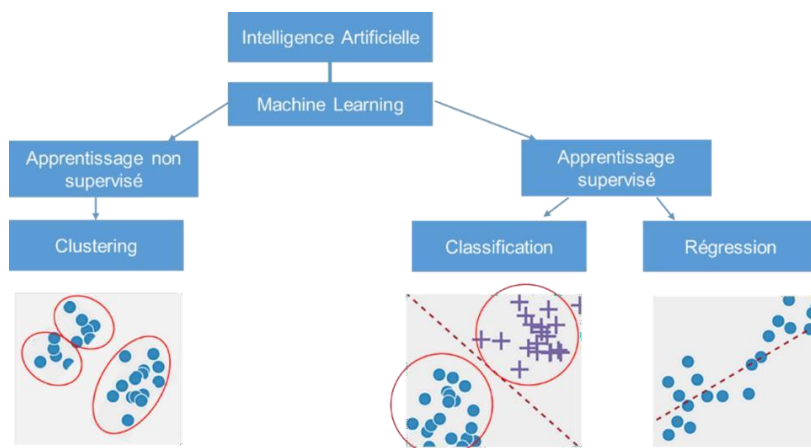 Intelligence Artificielle
Machine Learning
Apprentissage non
supervisé
Apprentissage
supervisé
Clustering
Classification
Régression